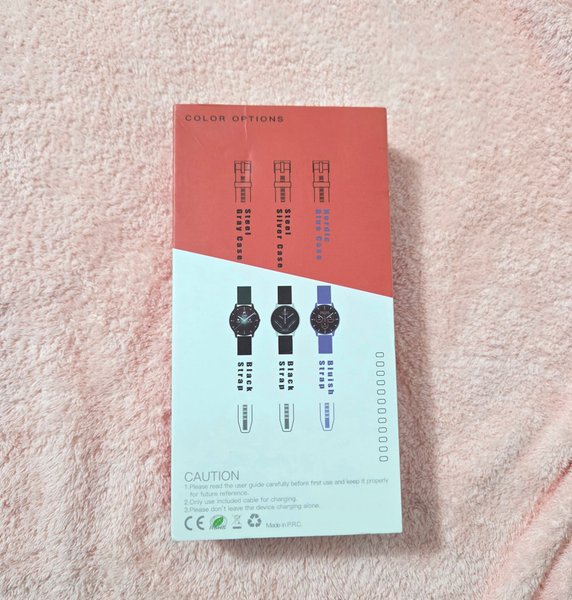 COLOR OPTIONS
Steel
Gray Case
Steel
Sliver Case
Nordic
Blue Case
Black
Strap
Black
Strap
Bluish
Strap
CAUTION
1.Please read the user guide carefully before first use and keep it properly
for future reference.
2.Only use included cable for charging.
3.Please don't leave the device charging alone.
CE
Made in P.R.C.